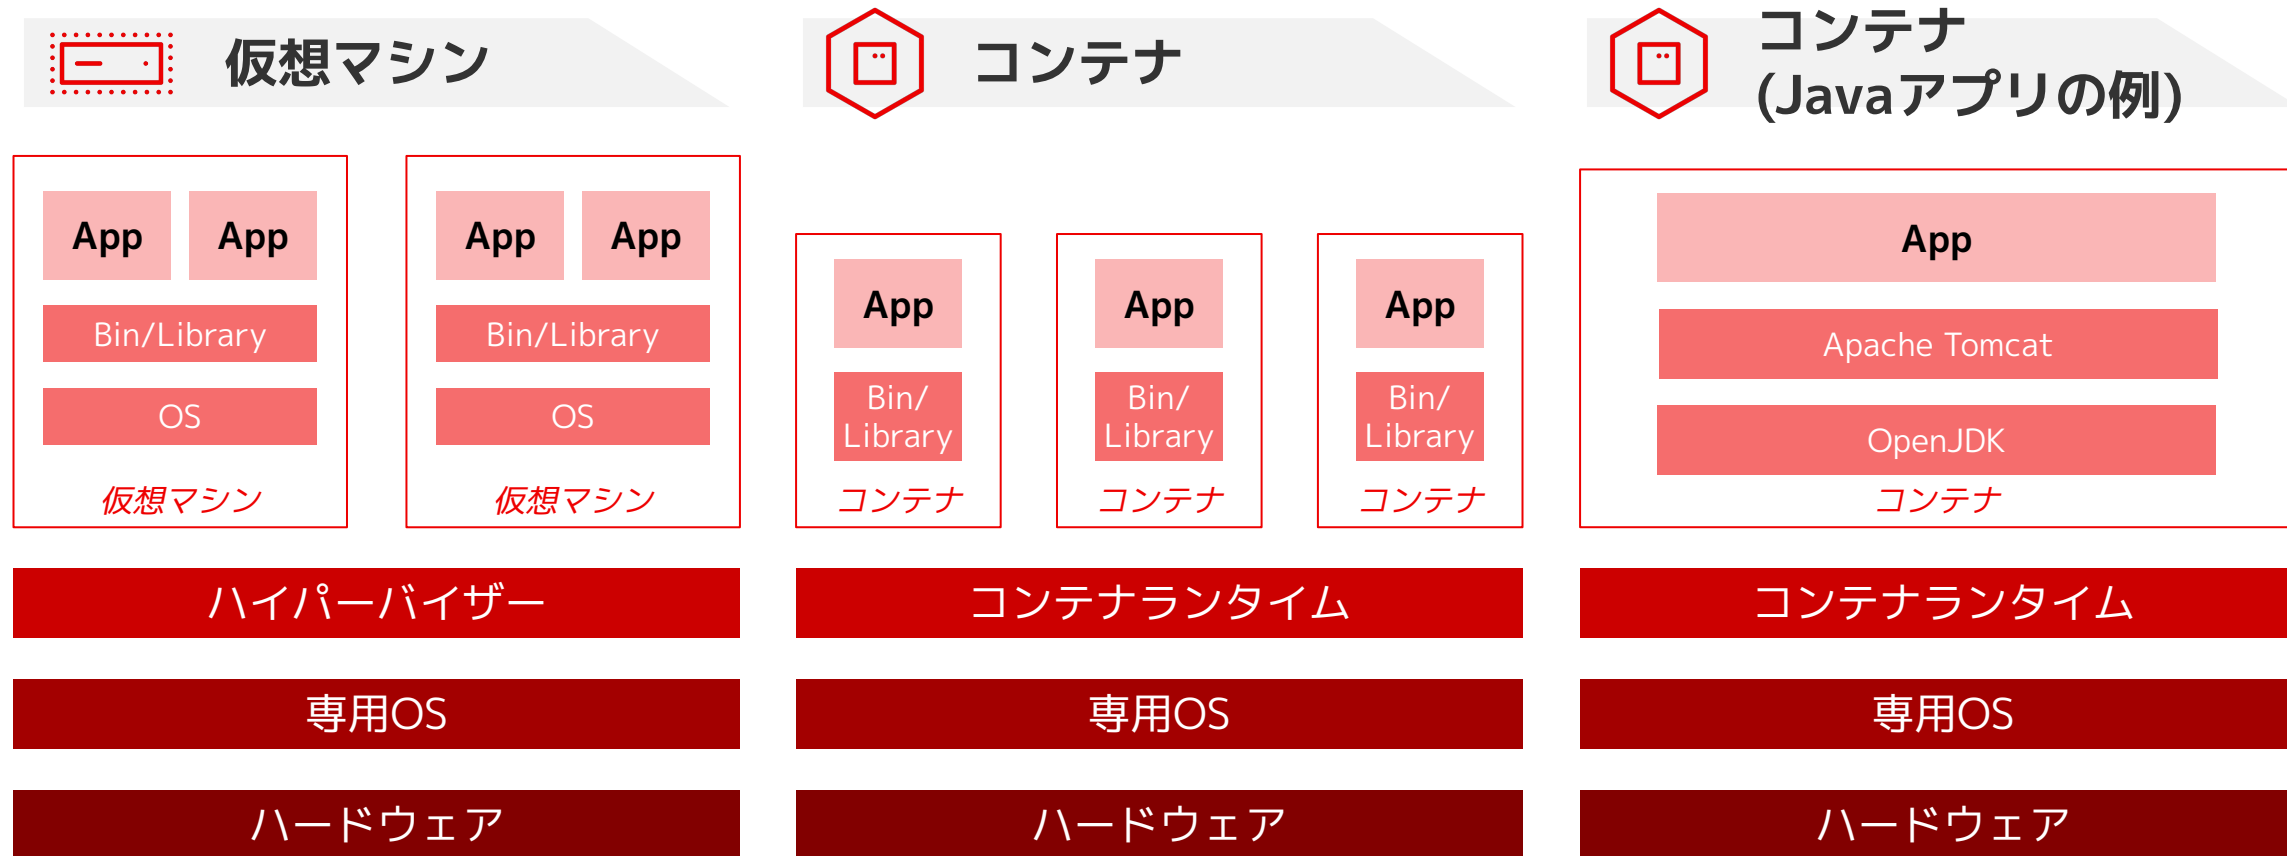 仮想マシン
App
App
Bin/Library
OS
仮想マシン
App
App
Bin/Library
OS
仮想マシン
ハイパーバイザー
専用OS
ハードウェア
コンテナ
App
Bin/
Library
コンテナ
App
Bin/
Library
コンテナ
App
Bin/
Library
コンテナ
コンテナランタイム
専用OS
ハードウェア
コンテナ
(Javaアプリの例)
App
Apache Tomcat
OpenJDK
コンテナ
コンテナランタイム
専用OS
ハードウェア